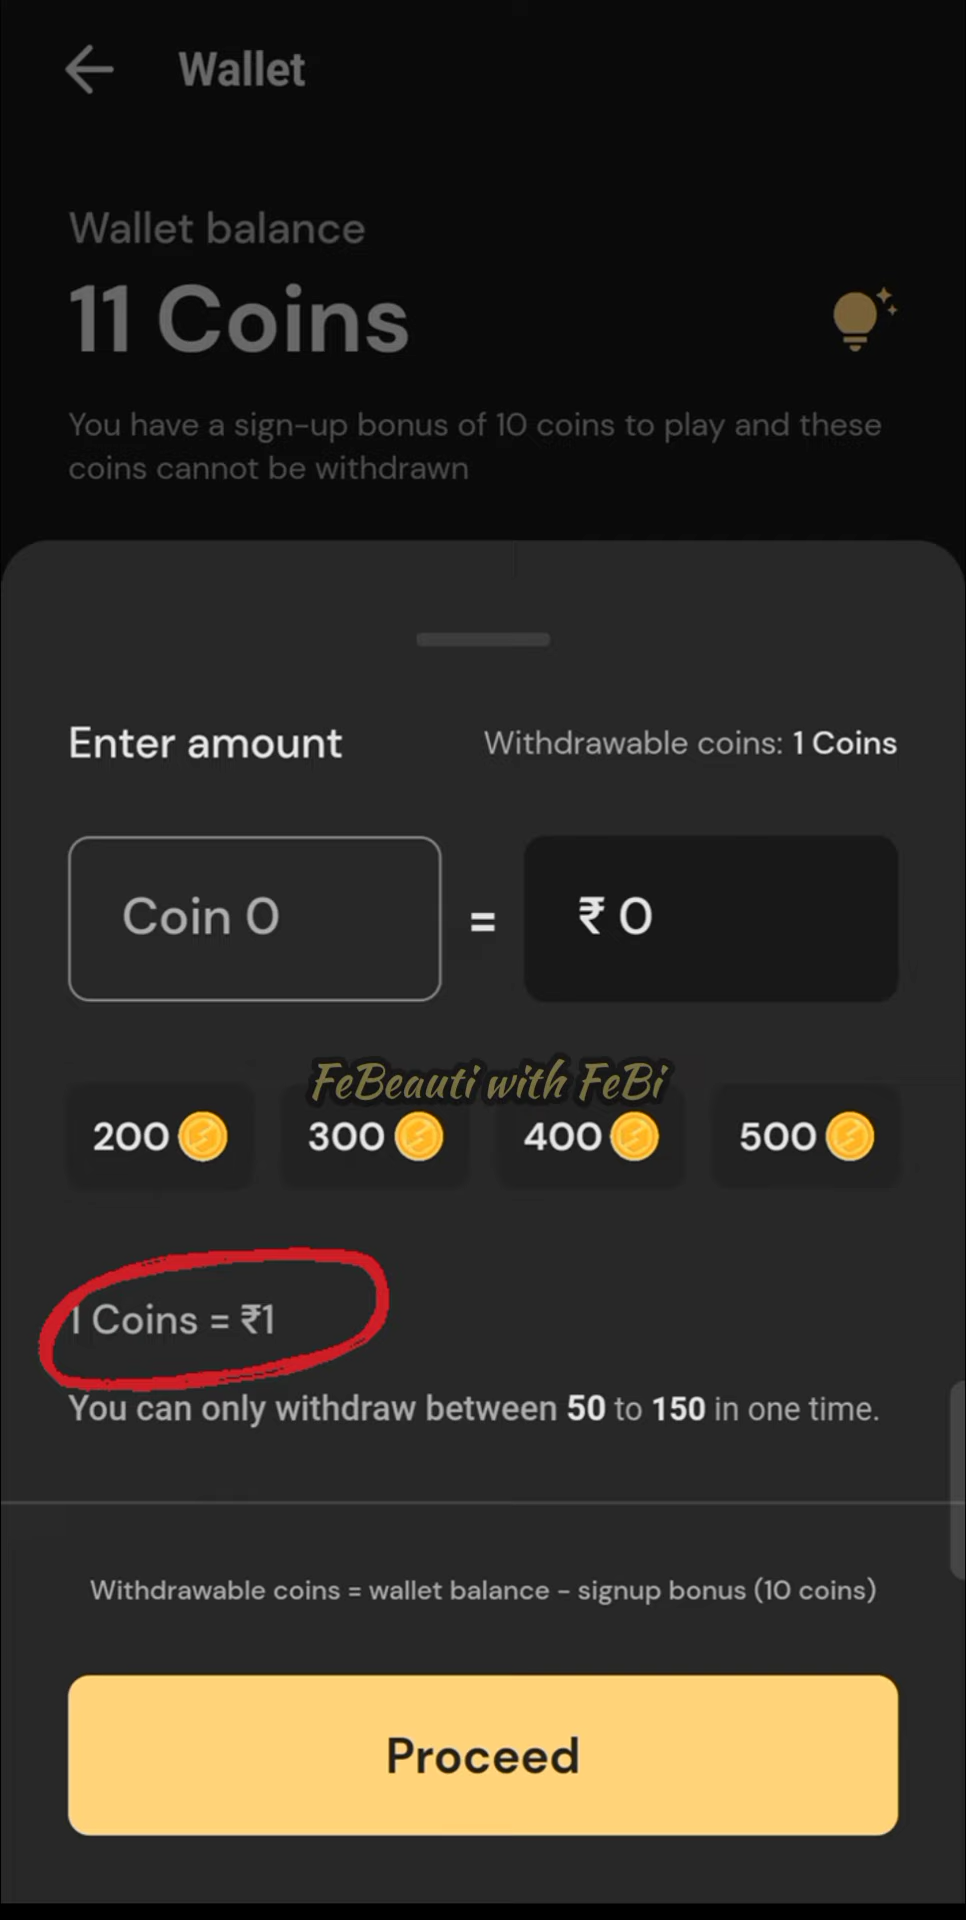 Wallet
Wallet balance
11 Coins
You have a sign-up bonus of 10 coins to play and these
coins cannot be withdrawn
Enter amount
Withdrawable coins: 1 Coins
Coin 0 = ₹ 0
FeBeauti with FeBi
200 300 400 500
1 Coins = ₹1
You can only withdraw between 50 to 150 in one time.
Withdrawable coins = wallet balance - signup bonus (10 coins)
Proceed